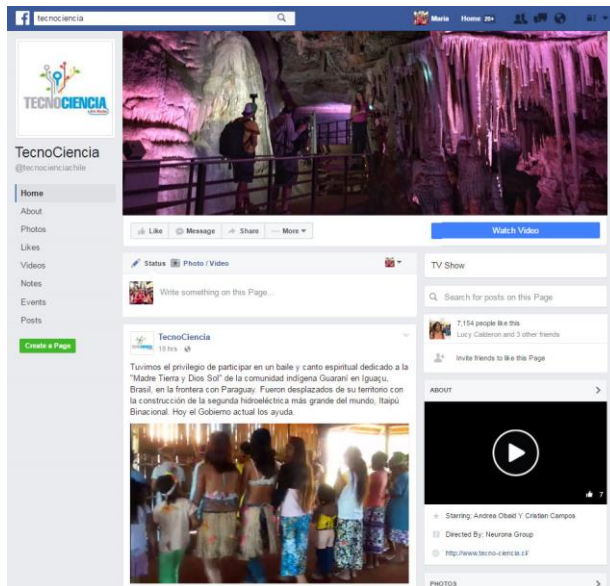 tecnociencia
Maria Home 20+
TECNOCIENCIA
TecnoCiencia
@tecnocienciachile
Home
About
Photos
Likes
Videos
Notes
Events
Posts
Create a Page
Like Message Share More
Watch Video
Status Photo / Video
Write something on this Page...
TecnoCiencia
Tuvimos el privilegio de participar en un baile y canto espiritual dedicado a la
"Madre Tierra y Dios Sol" de la comunidad indígena Guaraní en Iguaçu,
Brasil, en la frontera con Paraguay. Fueron desplazados de su territorio con
la construcción de la segunda hidroeléctrica más grande del mundo, Itaipú
Binacional. Hoy el Gobierno actual los ayuda.
TV Show
Search for posts on this Page
7,154 people like this
Lucy Calderon and 3 other friends
Invite friends to like this Page
ABOUT
7
Starring: Andrea Obaid Y Cristian Campos
Directed By: Neurona Group
http://www.tecno-ciencia.cl/
PHOTOS